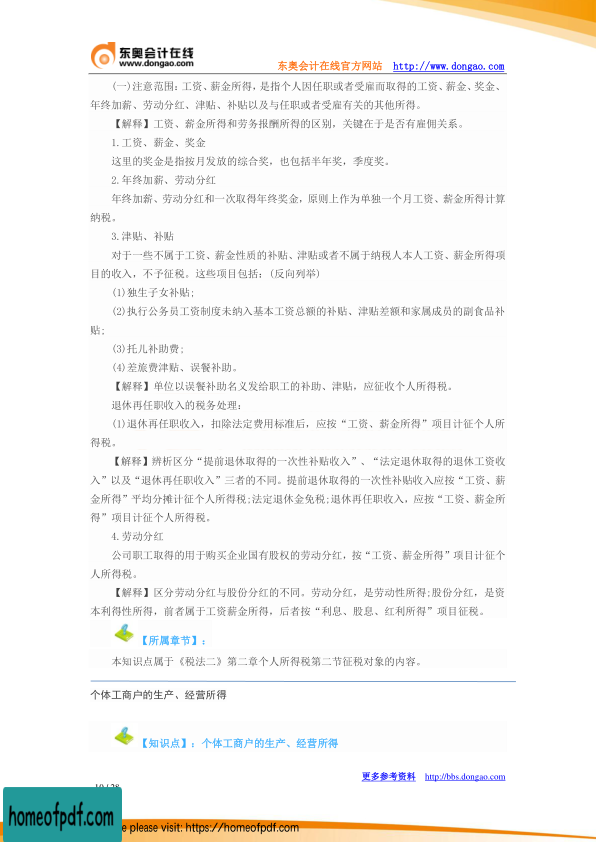 东奥会计在线
www.dongao.com
东奥会计在线官方网站 http://www.dongao.com
(一)注意范围：工资、薪金所得，是指个人因任职或者受雇而取得的工资、薪金、奖金、
年终加薪、劳动分红、津贴、补贴以及与任职或者受雇有关的其他所得。
【解释】工资、薪金所得和劳务报酬所得的区别，关键在于是否有雇佣关系。
1.工资、薪金、奖金
这里的奖金是指按月发放的综合奖，也包括半年奖，季度奖。
2.年终加薪、劳动分红
年终加薪、劳动分红和一次取得年终奖金，原则上作为单独一个月工资、薪金所得计算
纳税。
3.津贴、补贴
对于一些不属于工资、薪金性质的补贴、津贴或者不属于纳税人本人工资、薪金所得项
目的收入，不予征税。这些项目包括：(反向列举)
(1)独生子女补贴;
(2)执行公务员工资制度未纳入基本工资总额的补贴、津贴差额和家属成员的副食品补
贴;
(3)托儿补助费;
(4)差旅费津贴、误餐补助。
【解释】单位以误餐补助名义发给职工的补助、津贴，应征收个人所得税。
退休再任职收入的税务处理：
(1)退休再任职收入，扣除法定费用标准后，应按“工资、薪金所得”项目计征个人所
得税。
【解释】辨析区分“提前退休取得的一次性补贴收入”、“法定退休取得的退休工资收
入”以及“退休再任职收入”三者的不同。提前退休取得的一次性补贴收入应按“工资、薪
金所得”平均分摊计征个人所得税;法定退休金免税;退休再任职收入，应按“工资、薪金所
得”项目计征个人所得税。
4.劳动分红
公司职工取得的用于购买企业国有股权的劳动分红，按“工资、薪金所得”项目计征个
人所得税。
【解释】区分劳动分红与股份分红的不同。劳动分红，是劳动性所得;股份分红，是资
本利得性所得，前者属于工资薪金所得，后者按“利息、股息、红利所得”项目征税。
【所属章节】：
本知识点属于《税法二》第二章个人所得税第二节征税对象的内容。
个体工商户的生产、经营所得
【知识点】：个体工商户的生产、经营所得
更多参考资料 http://bbs.dongao.com
homeofpdf.com
e please visit: https://homeofpdf.com